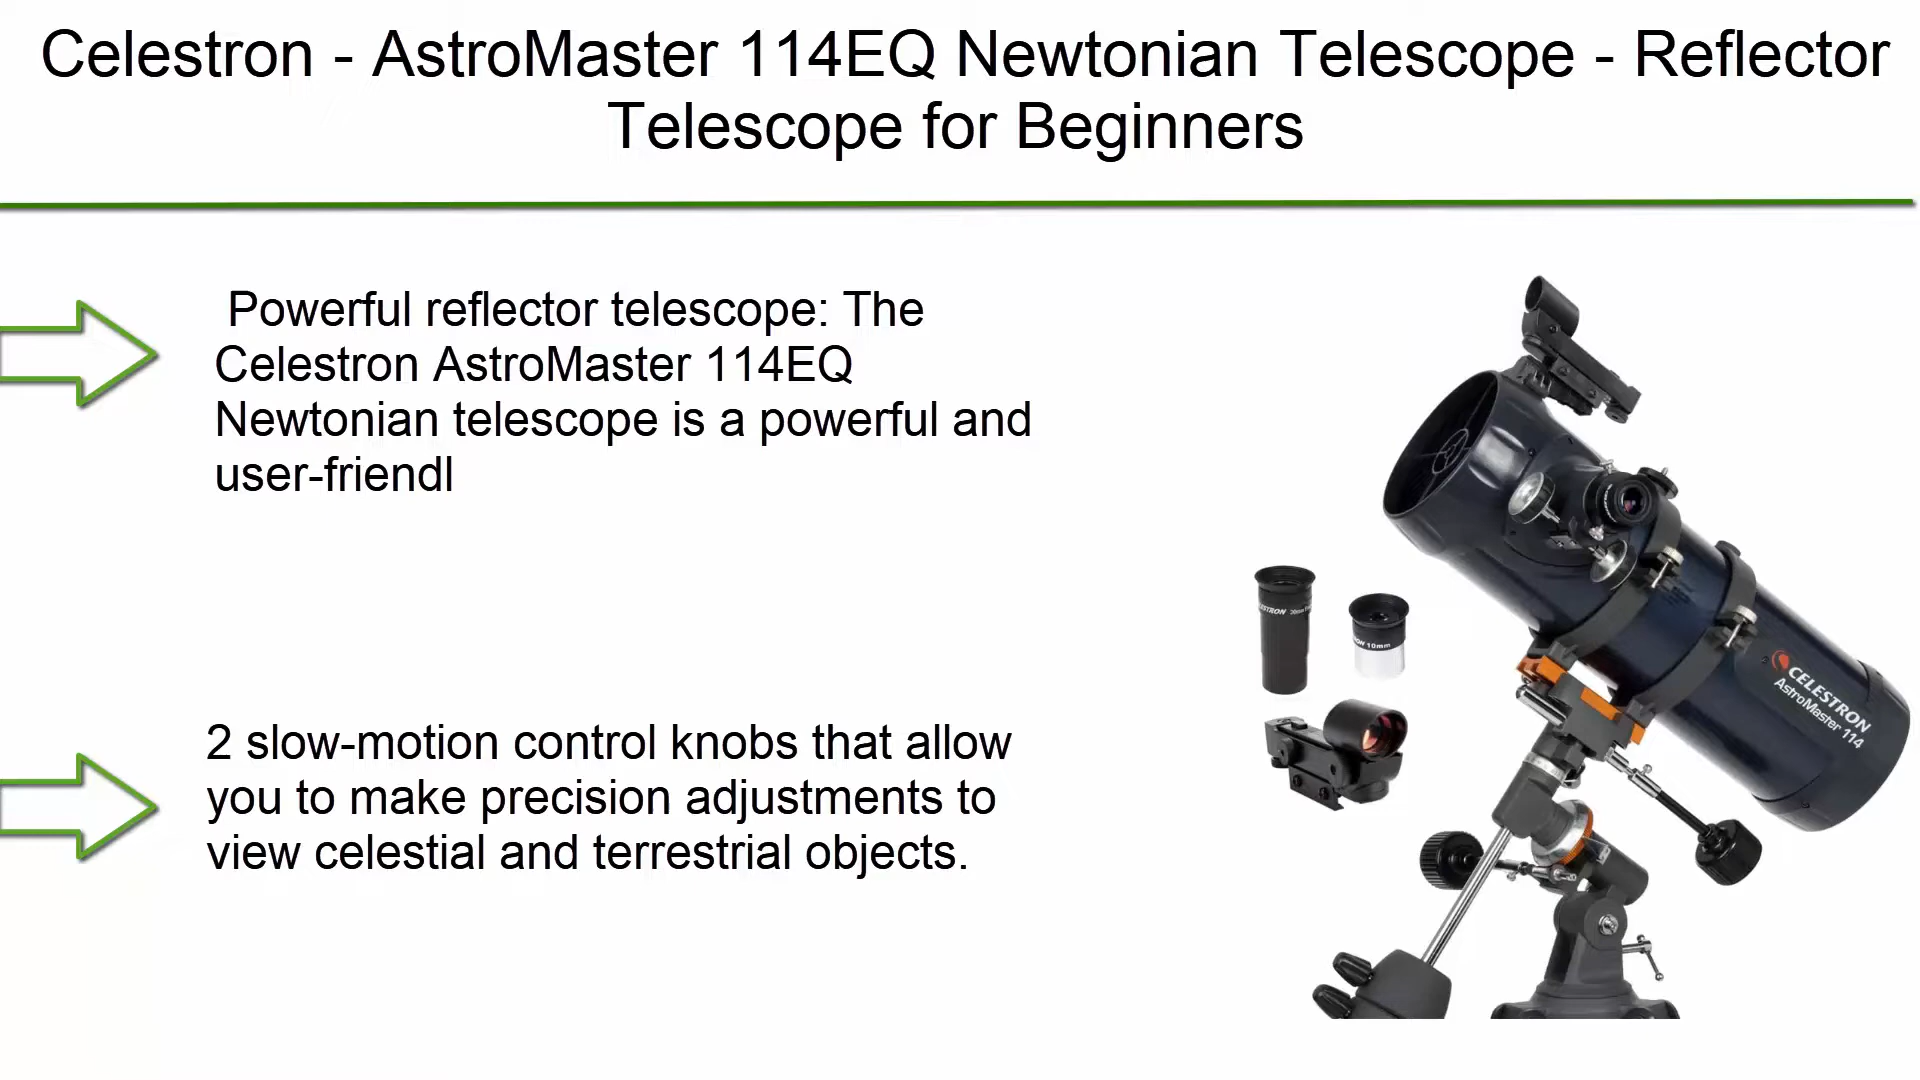 Celestron - AstroMaster 114EQ Newtonian Telescope - Reflector
Telescope for Beginners
Powerful reflector telescope: The
Celestron AstroMaster 114EQ
Newtonian telescope is a powerful and
user-friendl
2 slow-motion control knobs that allow
you to make precision adjustments to
view celestial and terrestrial objects.
10mm
CELESTRON
AstroMaster 114